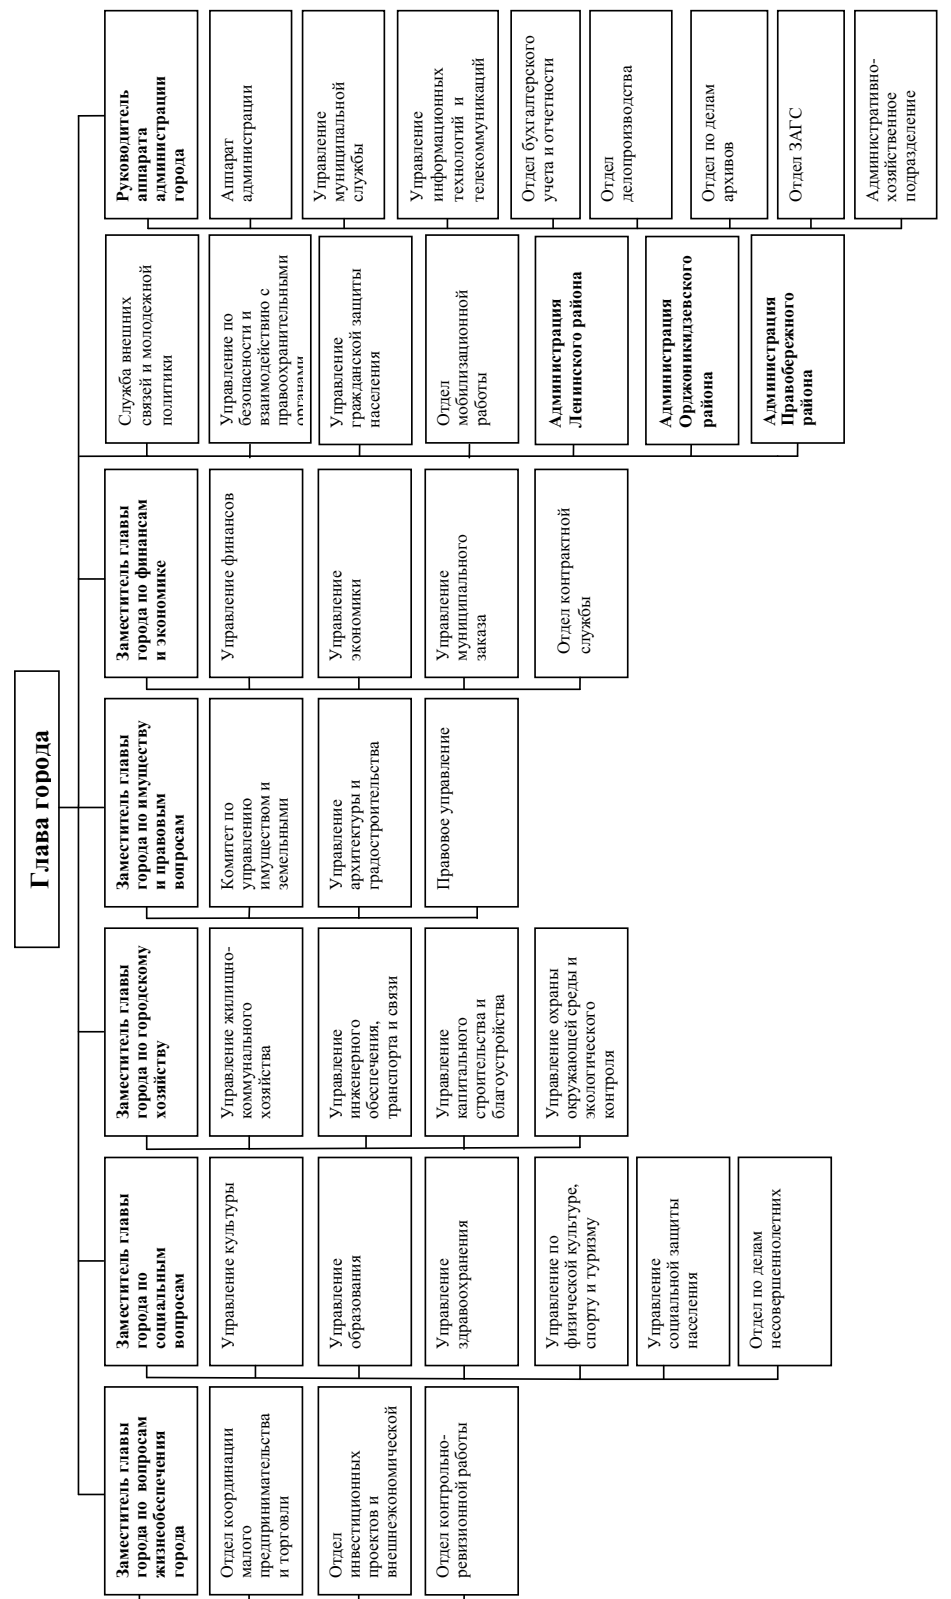 Глава города
Заместитель главы
города по вопросам
жизнеобеспечения
города
Отдел координации
малого
предпринимательства
и торговли
Отдел
инвестиционных
проектов и
внешнеэкономической
Отдел контрольно-
ревизионной работы
Заместитель главы
города по
социальным
вопросам
Управление культуры
Управление
образования
Управление
здравоохранения
Управление по
физической культуре,
спорту и туризму
Управление
социальной защиты
населения
Отдел по делам
несовершеннолетних
Заместитель главы
города по городскому
хозяйству
Управление жилищно-
коммунального
хозяйства
Управление
инженерного
обеспечения,
транспорта и связи
Управление
капитального
строительства и
благоустройства
Управление охраны
окружающей среды и
экологического
контроля
Заместитель главы
города по имуществу
и правовым
вопросам
Комитет по
управлению
имуществом и
земельными
Управление
архитектуры и
градостроительства
Правовое управление
Заместитель главы
города по финансам
и экономике
Управление финансов
Управление
экономики
Управление
муниципального
заказа
Отдел контрактной
службы
Служба внешних
связей и молодежной
политики
Управление по
безопасности и
взаимодействию с
правоохранительными
органами
Управление
гражданской защиты
населения
Отдел
мобилизационной
работы
Администрация
Ленинского района
Администрация
Орджоникидзевского
района
Администрация
Правобережного
района
Руководитель
аппарата
администрации
города
Аппарат
администрации
Управление
муниципальной
службы
Управление
информационных
технологий и
телекоммуникаций
Отдел бухгалтерского
учета и отчетности
Отдел
делопроизводства
Отдел по делам
архивов
Отдел ЗАГС
Административно-
хозяйственное
подразделение